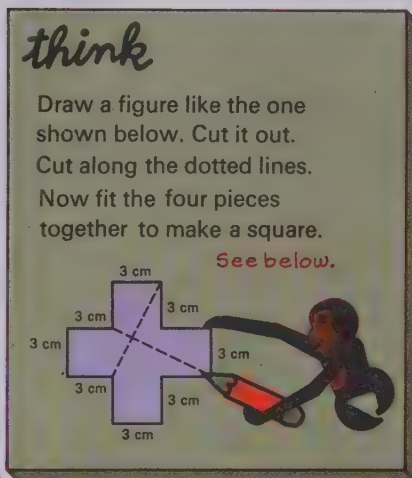 think
Draw a figure like the one
shown below. Cut it out.
Cut along the dotted lines.
Now fit the four pieces
together to make a square.
See below.
3 cm
3 cm
3 cm
3 cm
3 cm
3 cm
3 cm
3 cm